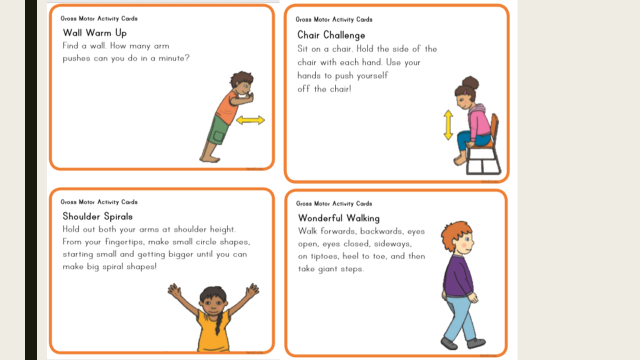 Gross Motor Activity Cards
Wall Warm Up
Find a wall. How many arm
pushes can you do in a minute?
Gross Motor Activity Cards
Chair Challenge
Sit on a chair. Hold the side of the
chair with each hand. Use your
hands to push yourself
off the chair!
Gross Motor Activity Cards
Shoulder Spirals
Hold out both your arms at shoulder height.
From your fingertips, make small circle shapes,
starting small and getting bigger until you can
make big spiral shapes!
Gross Motor Activity Cards
Wonderful Walking
Walk forwards, backwards, eyes
open, eyes closed, sideways,
on tiptoes, heel to toe, and then
take giant steps.